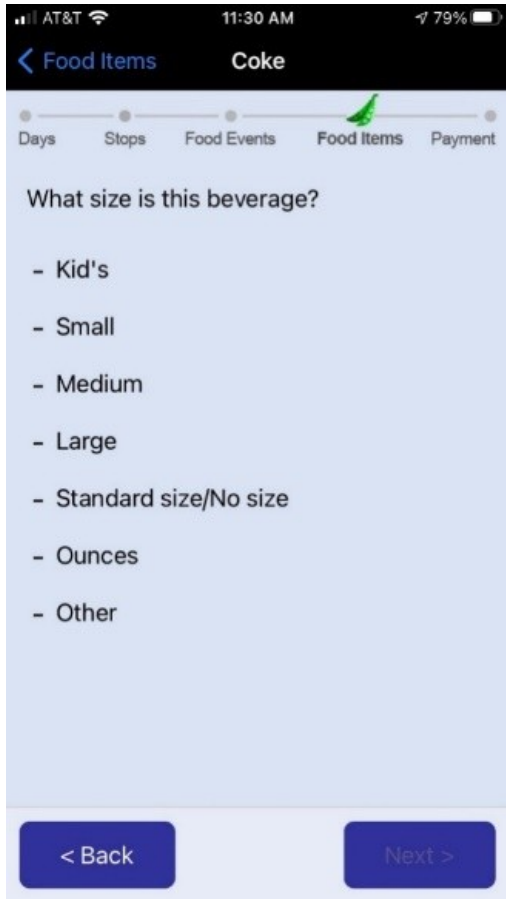 AT&T 11:30 AM 79%
Food Items Coke
Days Stops Food Events Food Items Payment
What size is this beverage?
- Kid's
- Small
- Medium
- Large
- Standard size/No size
- Ounces
- Other
< Back Next >